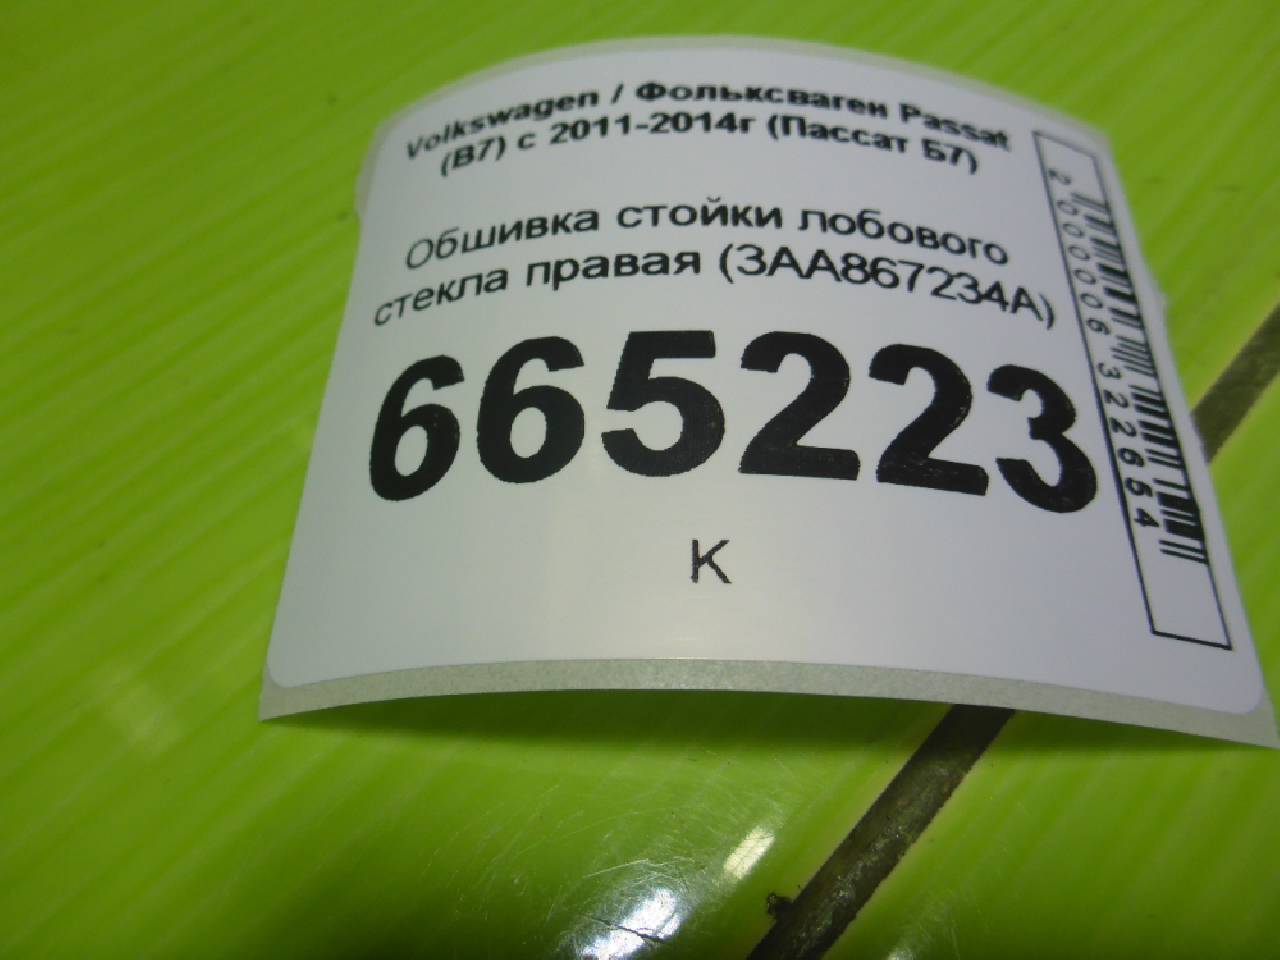 Volkswagen / Фольксваген Passat
(B7) с 2011-2014г (Пассат Б7)
Обшивка стойки лобового
стекла правая (3AA867234A)
665223
К
2000006322654